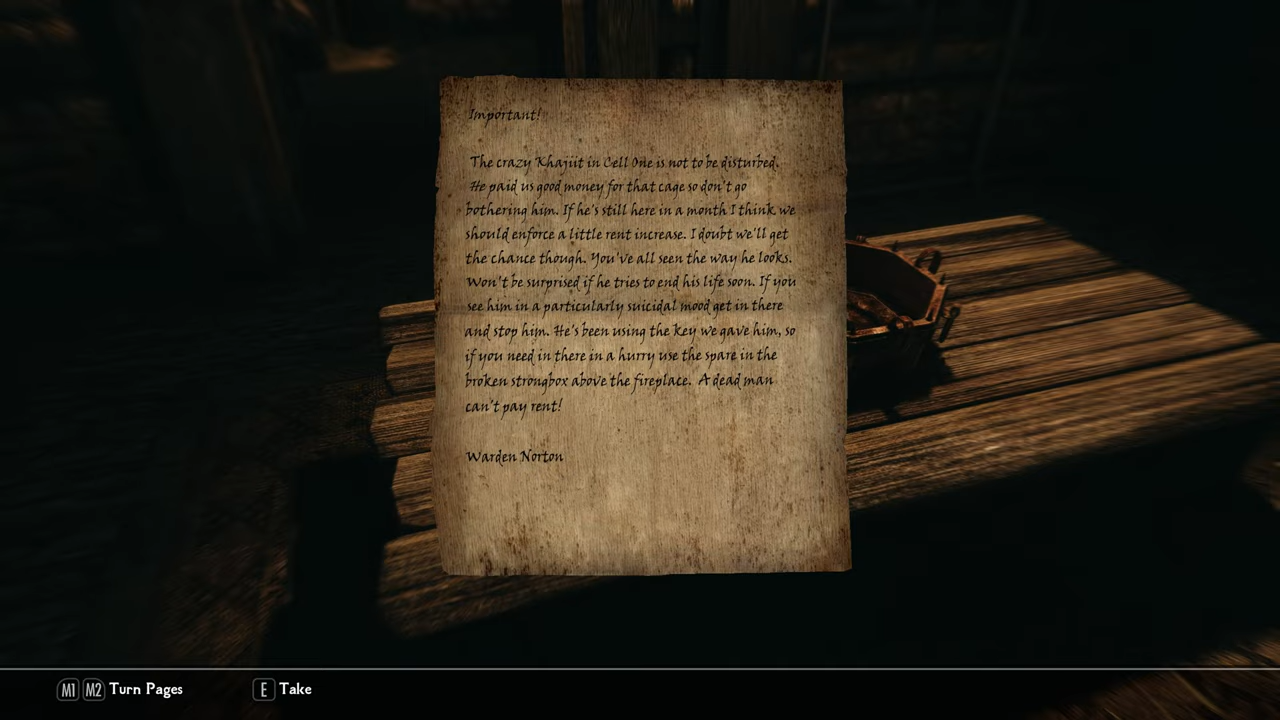 Important!
The crazy Khajiit in Cell One is not to be disturbed.
He paid us good money for that cage so don't go
bothering him. If he's still here in a month I think we
should enforce a little rent increase. I doubt we'll get
the chance though. You've all seen the way he looks.
Won't be surprised if he tries to end his life soon. If you
see him in a particularly suicidal mood get in there
and stop him. He's been using the key we gave him, so
if you need in there in a hurry use the spare in the
broken strongbox above the fireplace. A dead man
can't pay rent!
Warden Norton
M1 M2 Turn Pages E Take